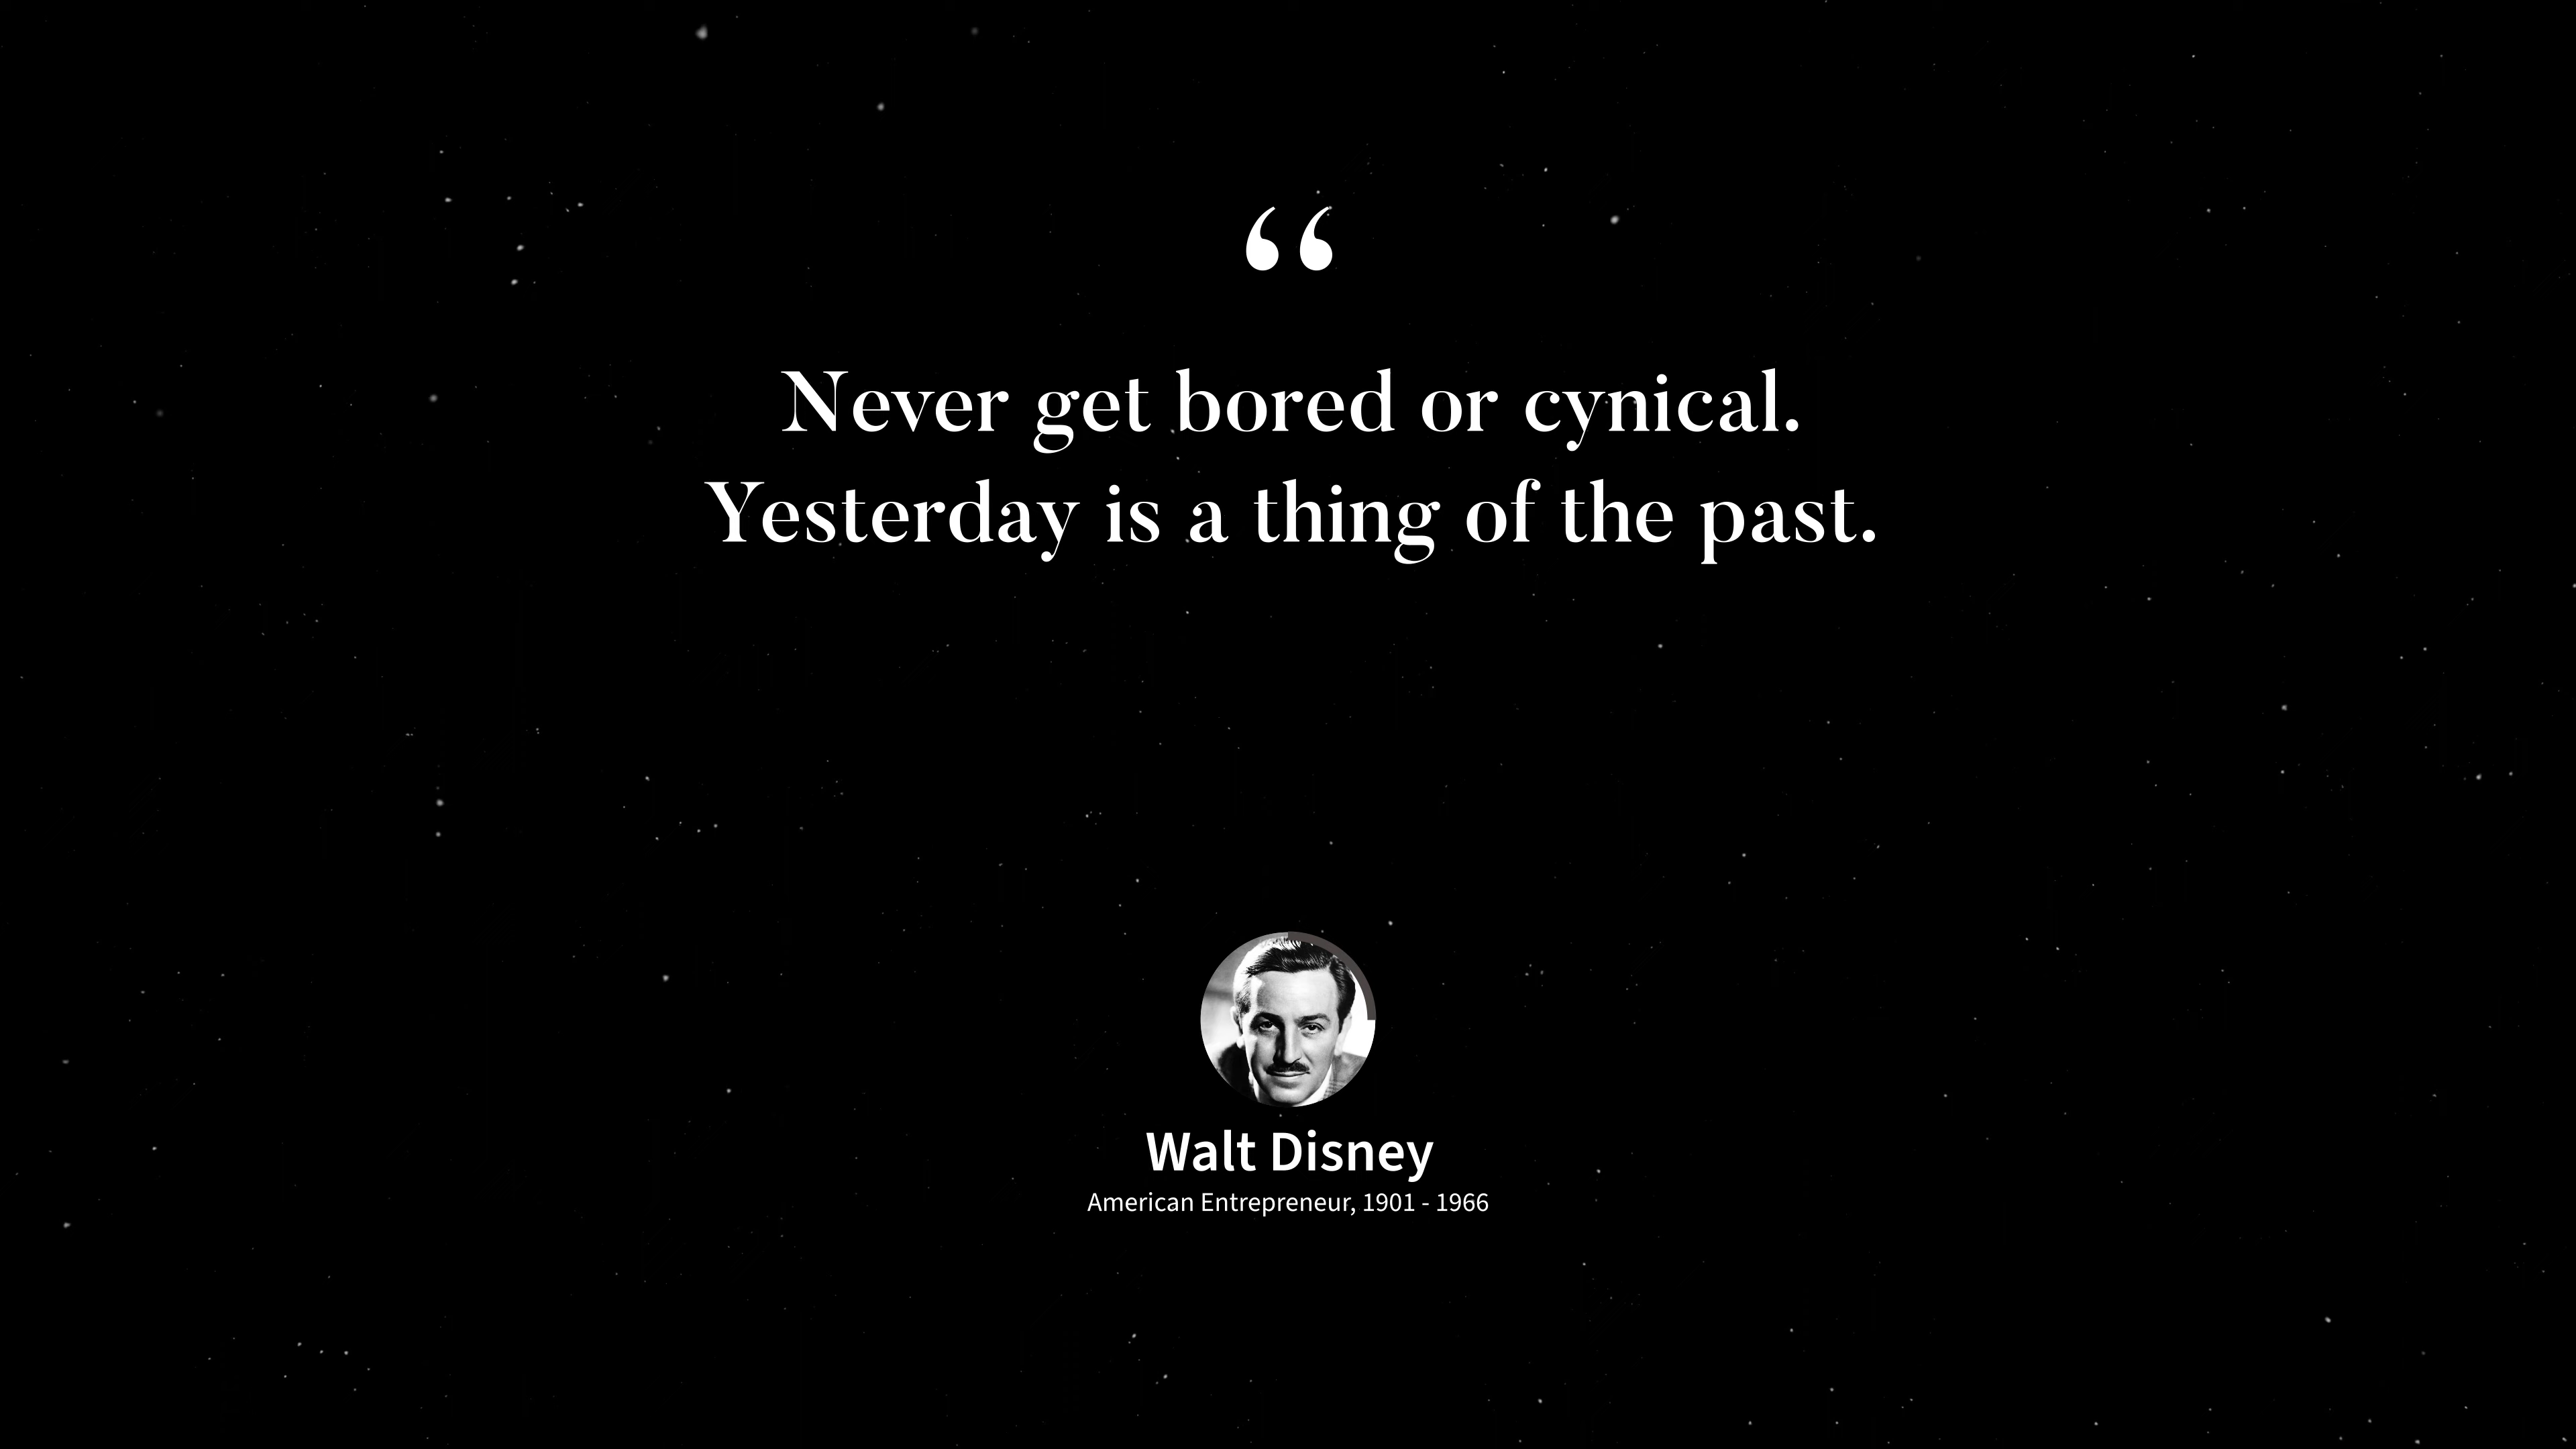 “
Never get bored or cynical.
Yesterday is a thing of the past.
Walt Disney
American Entrepreneur, 1901 - 1966